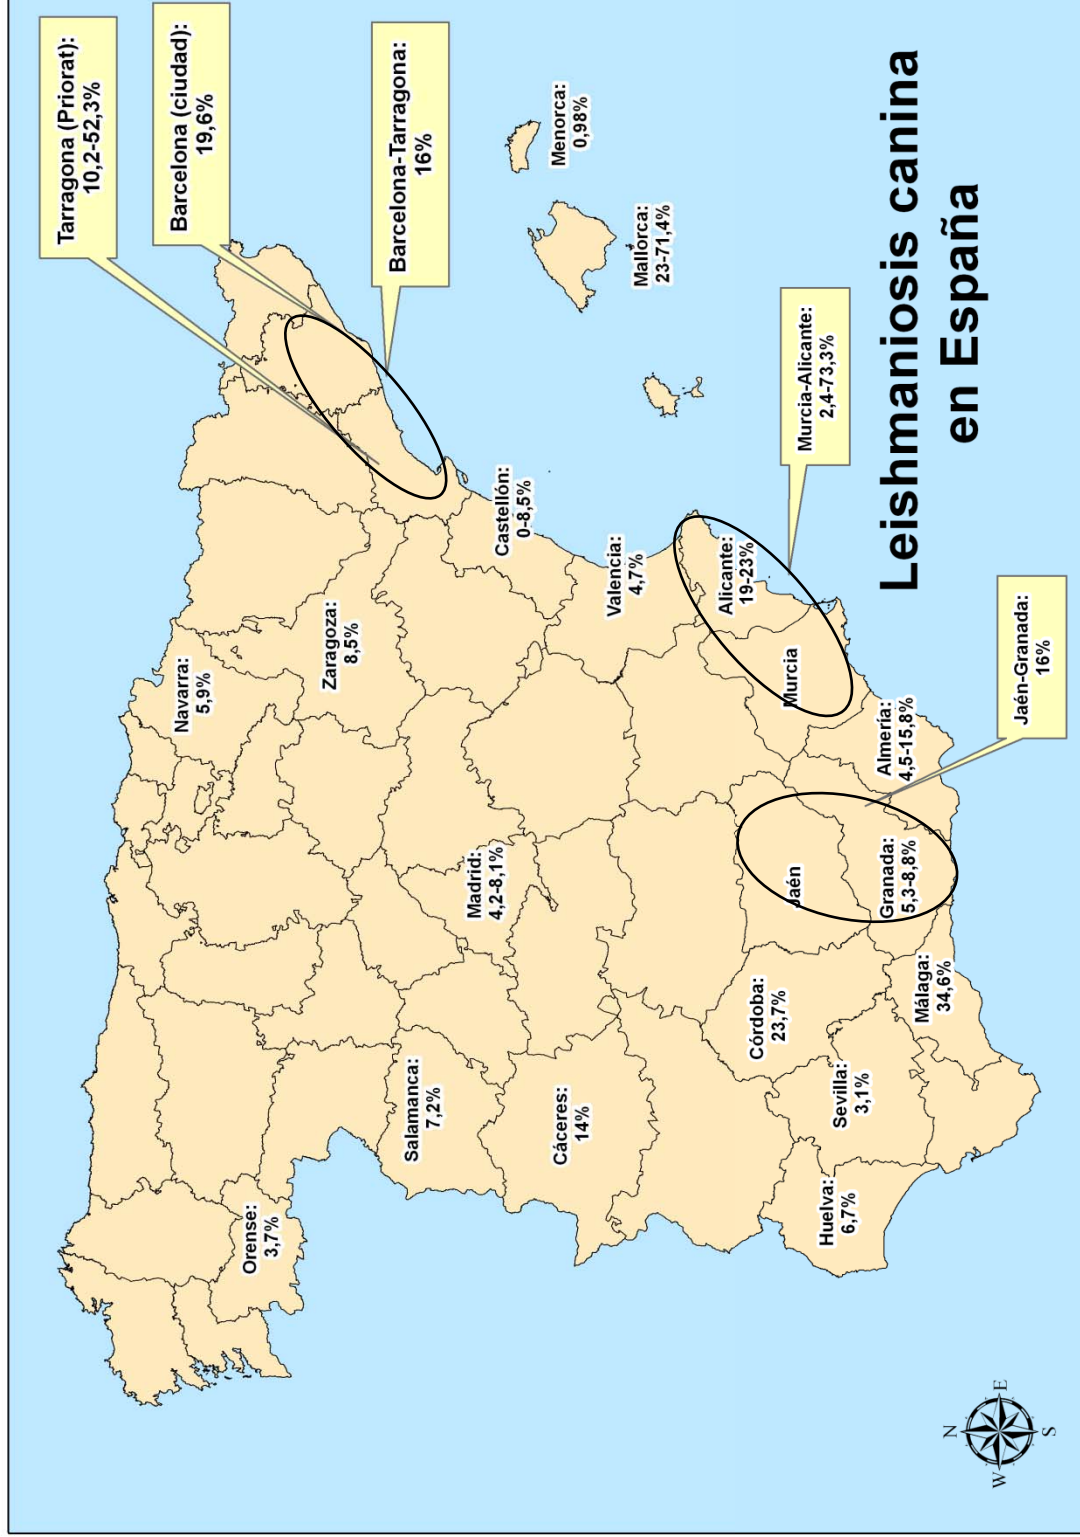 Tarragona (Priorat):
10,2-52,3%
Barcelona (ciudad):
19,6%
Barcelona-Tarragona:
16%
Menorca:
0,98%
Mallorca:
23-71,4%
Navarra:
5,9%
Zaragoza:
8,5%
Castellón:
0-8,5%
Valencia:
4,7%
Alicante:
19-23%
Murcia
Murcia-Alicante:
2,4-73,3%
Orense:
3,7%
Salamanca:
7,2%
Madrid:
4,2-8,1%
Cáceres:
14%
Córdoba:
23,7%
Jaén
Huelva:
6,7%
Sevilla:
3,1%
Málaga:
34,6%
Granada:
5,3-8,8%
Almería:
4,5-15,8%
Jaén-Granada:
16%
Leishmaniosis canina
en España
N
W
E
S